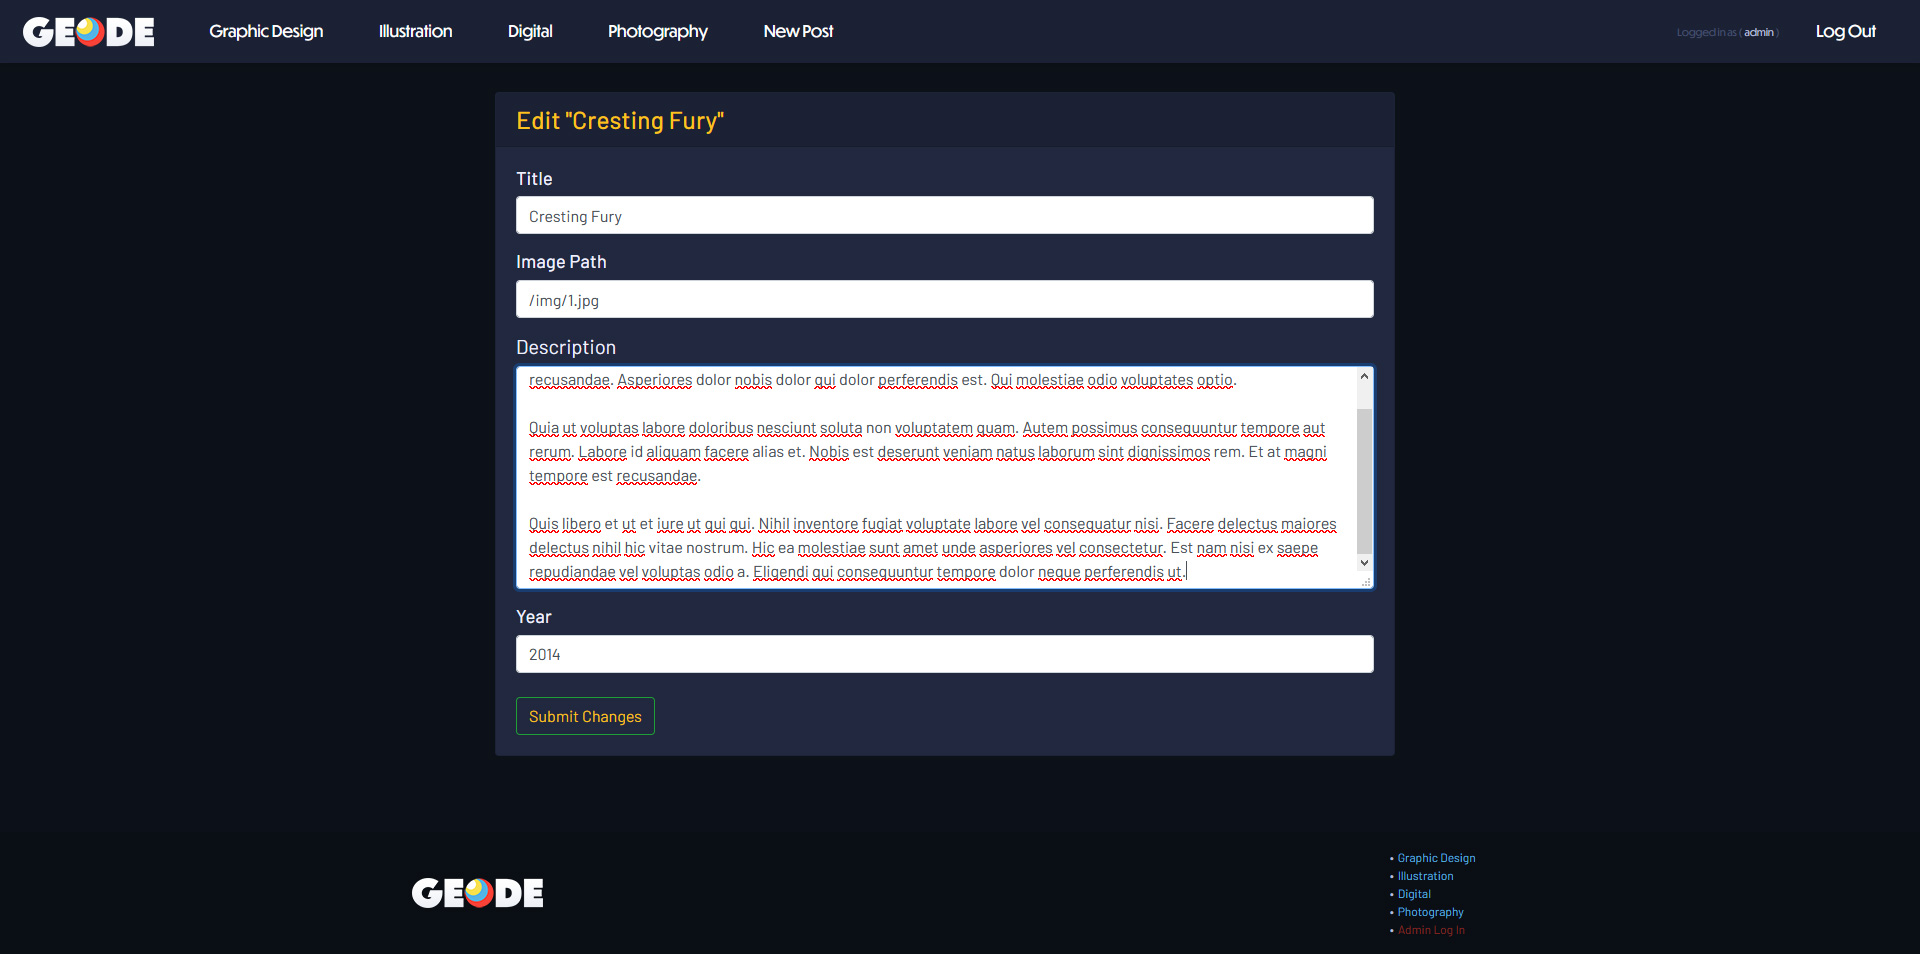 GEODE
Graphic Design
Illustration
Digital
Photography
New Post
Logged in as ( admin )
Log Out
Edit "Cresting Fury"
Title
Cresting Fury
Image Path
/img/1.jpg
Description
recusandae. Asperiores dolor nobis dolor qui dolor perferendis est. Qui molestiae odio voluptates optio.
Quia ut voluptas labore doloribus nesciunt soluta non voluptatem quam. Autem possimus consequuntur tempore aut
rerum. Labore id aliquam facere alias et. Nobis est deserunt veniam natus laborum sint dignissimos rem. Et at magni
tempore est recusandae.
Quis libero et ut et iure ut qui qui. Nihil inventore fugiat voluptate labore vel consequatur nisi. Facere delectus maiores
delectus nihil hic vitae nostrum. Hic ea molestiae sunt amet unde asperiores vel consectetur. Est nam nisi ex saepe
repudiandae vel voluptas odio a. Eligendi qui consequuntur tempore dolor neque perferendis ut.
Year
2014
Submit Changes
GEODE
• Graphic Design
• Illustration
• Digital
• Photography
• Admin Log In